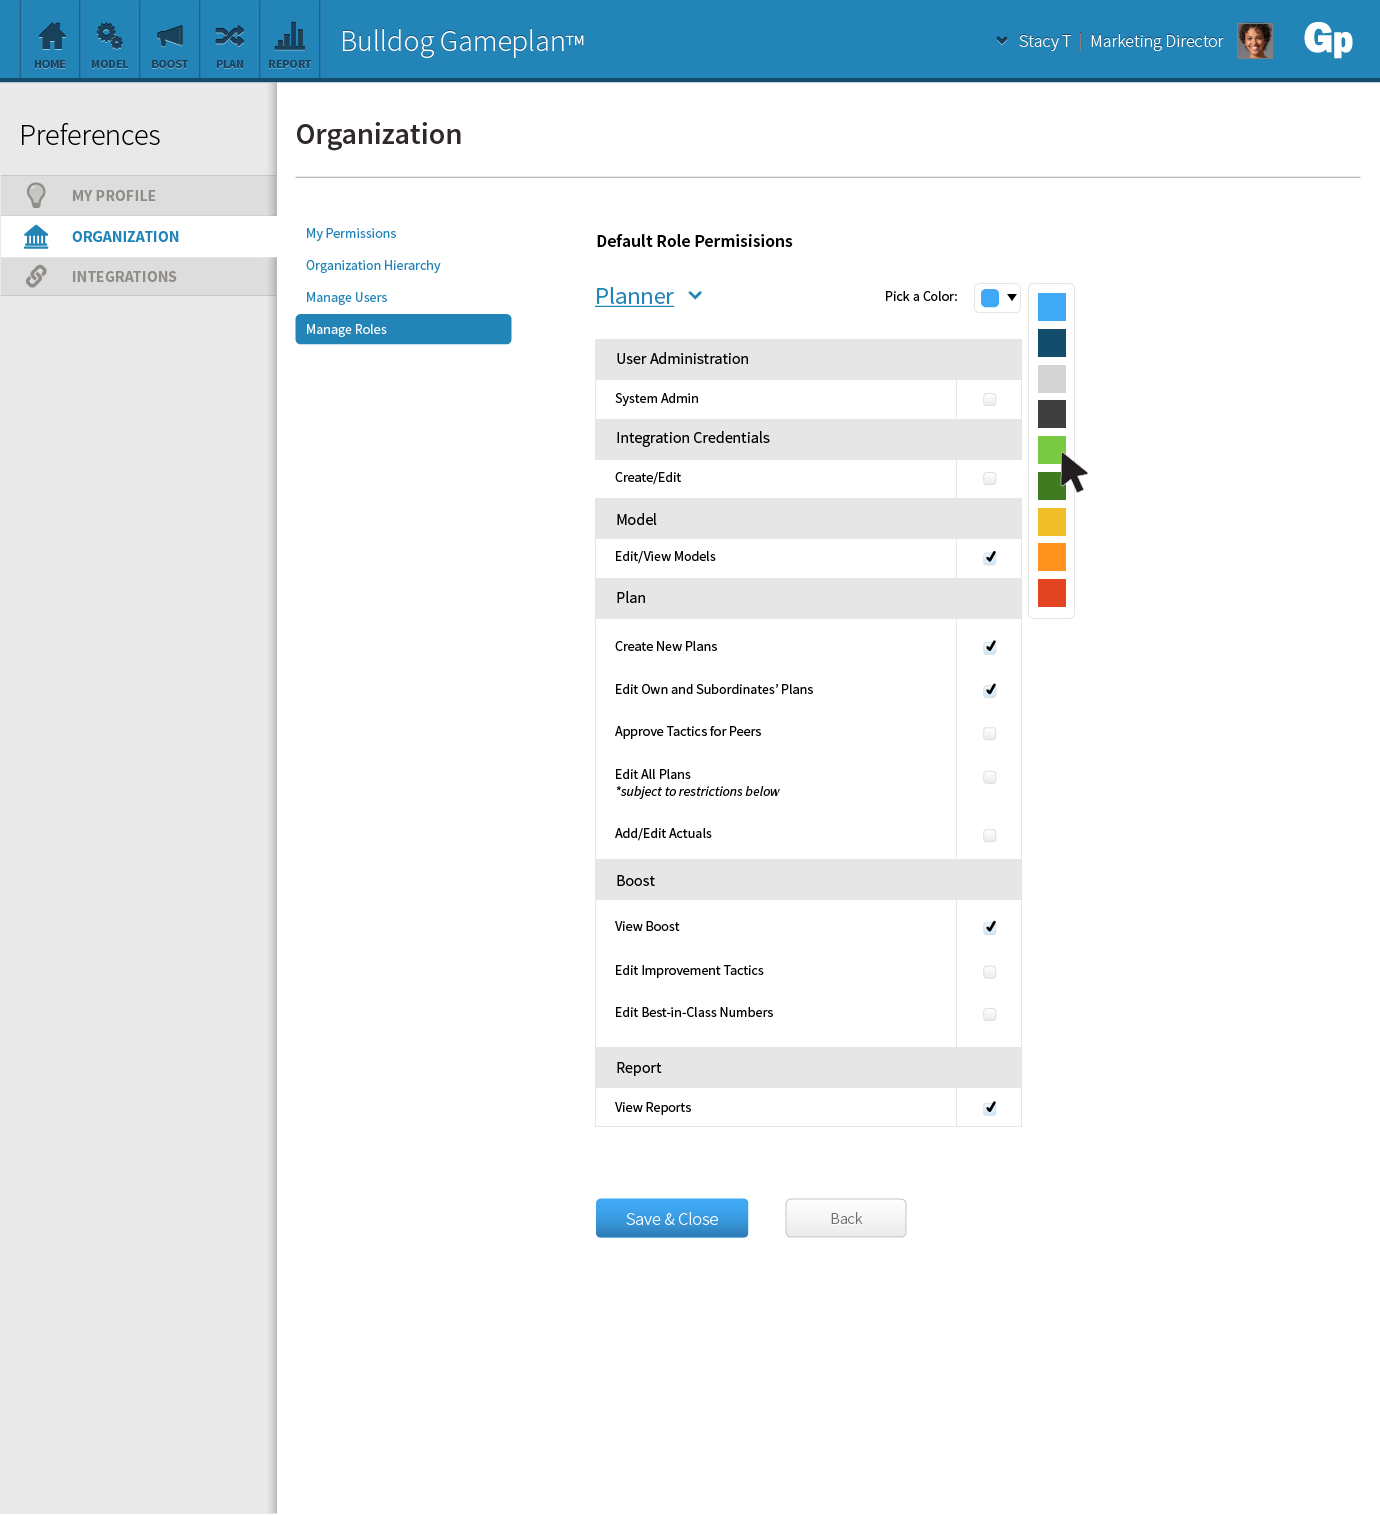 HOME
MODEL
BOOST
PLAN
REPORT
Bulldog Gameplan™
Stacy T | Marketing Director
Gp
Preferences
MY PROFILE
ORGANIZATION
INTEGRATIONS
Organization
My Permissions
Organization Hierarchy
Manage Users
Manage Roles
Default Role Permisisions
Planner
Pick a Color:
User Administration
System Admin
Integration Credentials
Create/Edit
Model
Edit/View Models
Plan
Create New Plans
Edit Own and Subordinates’ Plans
Approve Tactics for Peers
Edit All Plans
*subject to restrictions below
Add/Edit Actuals
Boost
View Boost
Edit Improvement Tactics
Edit Best-in-Class Numbers
Report
View Reports
Save & Close
Back